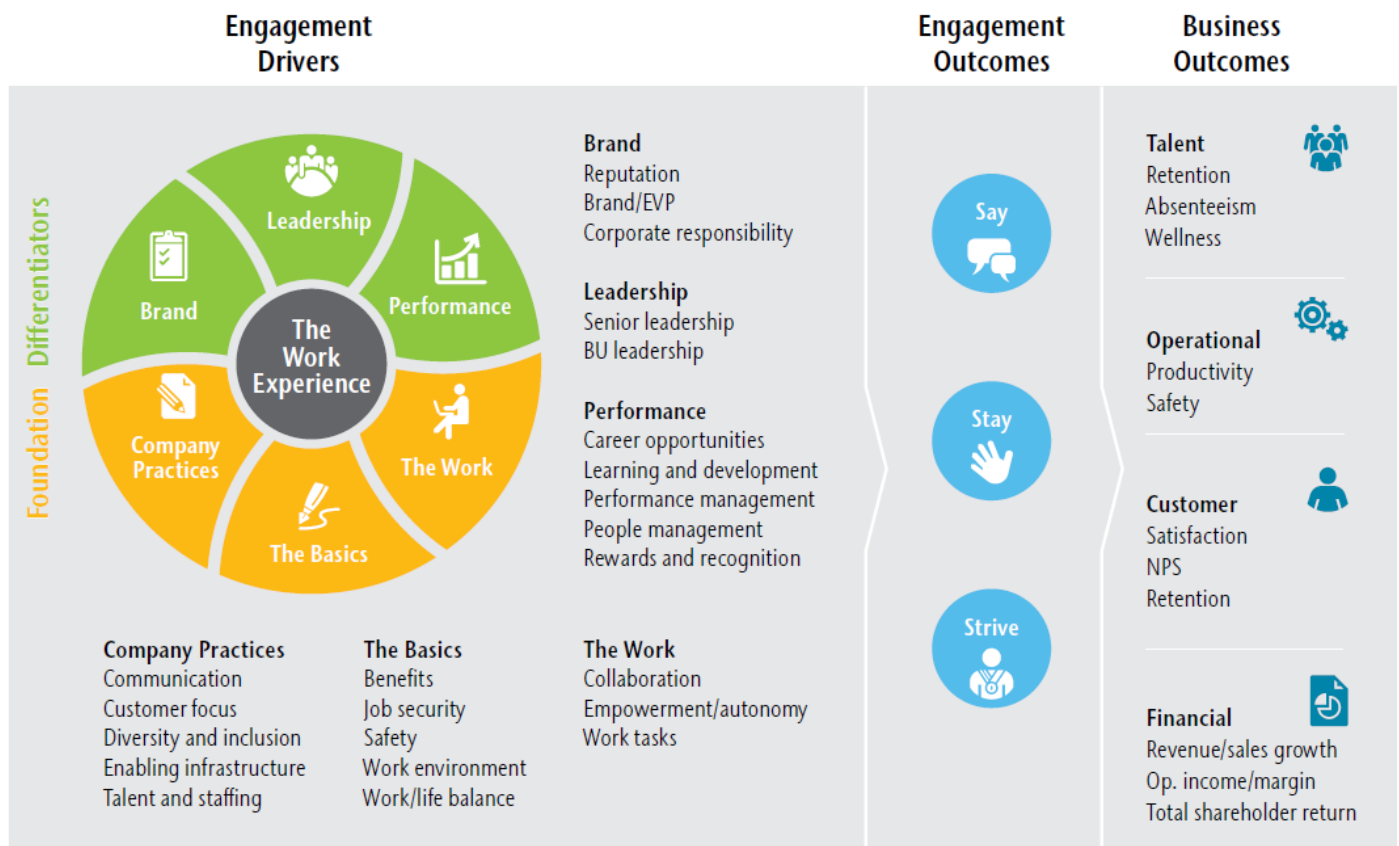 Engagement
Drivers
Engagement
Outcomes
Business
Outcomes
Differentiators
Foundation
Leadership
Brand
Performance
The
Work
Experience
Company
Practices
The Work
The Basics
Brand
Reputation
Brand/EVP
Corporate responsibility
Leadership
Senior leadership
BU leadership
Performance
Career opportunities
Learning and development
Performance management
People management
Rewards and recognition
Company Practices
Communication
Customer focus
Diversity and inclusion
Enabling infrastructure
Talent and staffing
The Basics
Benefits
Job security
Safety
Work environment
Work/life balance
The Work
Collaboration
Empowerment/autonomy
Work tasks
Say
Stay
Strive
Talent
Retention
Absenteeism
Wellness
Operational
Productivity
Safety
Customer
Satisfaction
NPS
Retention
Financial
Revenue/sales growth
Op. income/margin
Total shareholder return